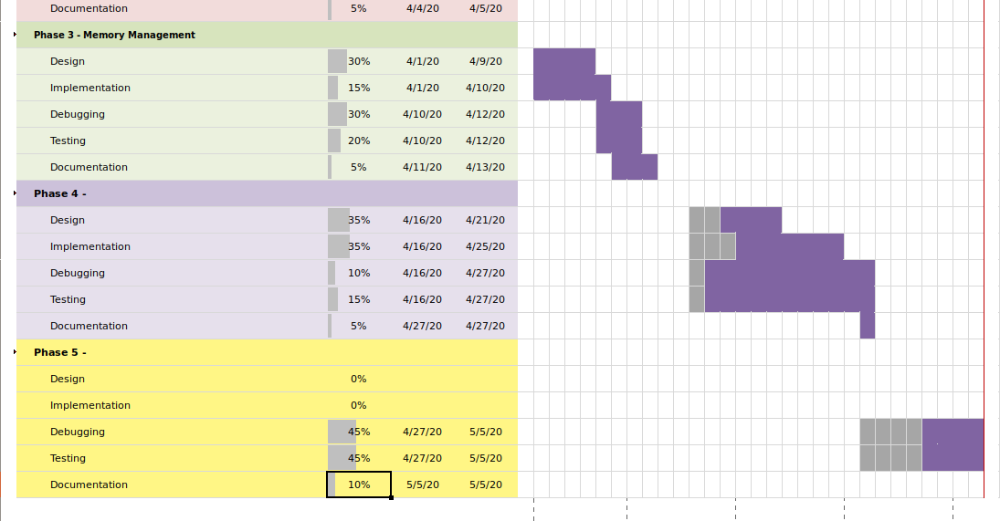 Documentation 5% 4/4/20 4/5/20
Phase 3 - Memory Management
Design 30% 4/1/20 4/9/20
Implementation 15% 4/1/20 4/10/20
Debugging 30% 4/10/20 4/12/20
Testing 20% 4/10/20 4/12/20
Documentation 5% 4/11/20 4/13/20
Phase 4 -
Design 35% 4/16/20 4/21/20
Implementation 35% 4/16/20 4/25/20
Debugging 10% 4/16/20 4/27/20
Testing 15% 4/16/20 4/27/20
Documentation 5% 4/27/20 4/27/20
Phase 5 -
Design 0%
Implementation 0%
Debugging 45% 4/27/20 5/5/20
Testing 45% 4/27/20 5/5/20
Documentation 10% 5/5/20 5/5/20